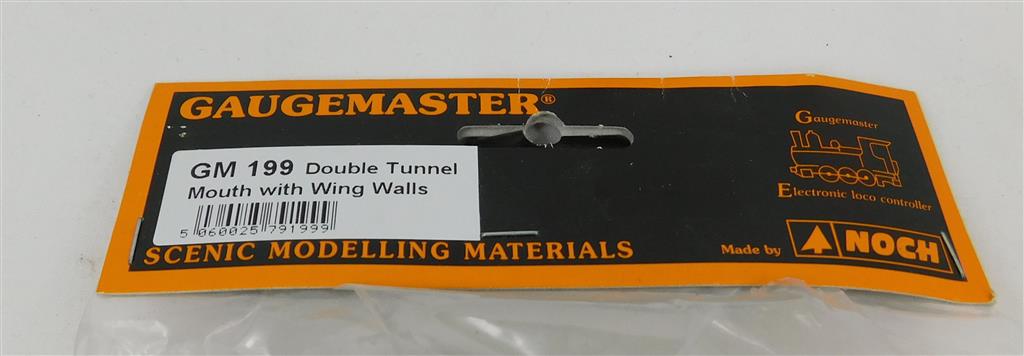 GAUGEMASTER®
GM 199 Double Tunnel
Mouth with Wing Walls
5 060025 791999
SCENIC MODELLING MATERIALS
Gaugemaster
Electronic loco controller
Made by NOCH